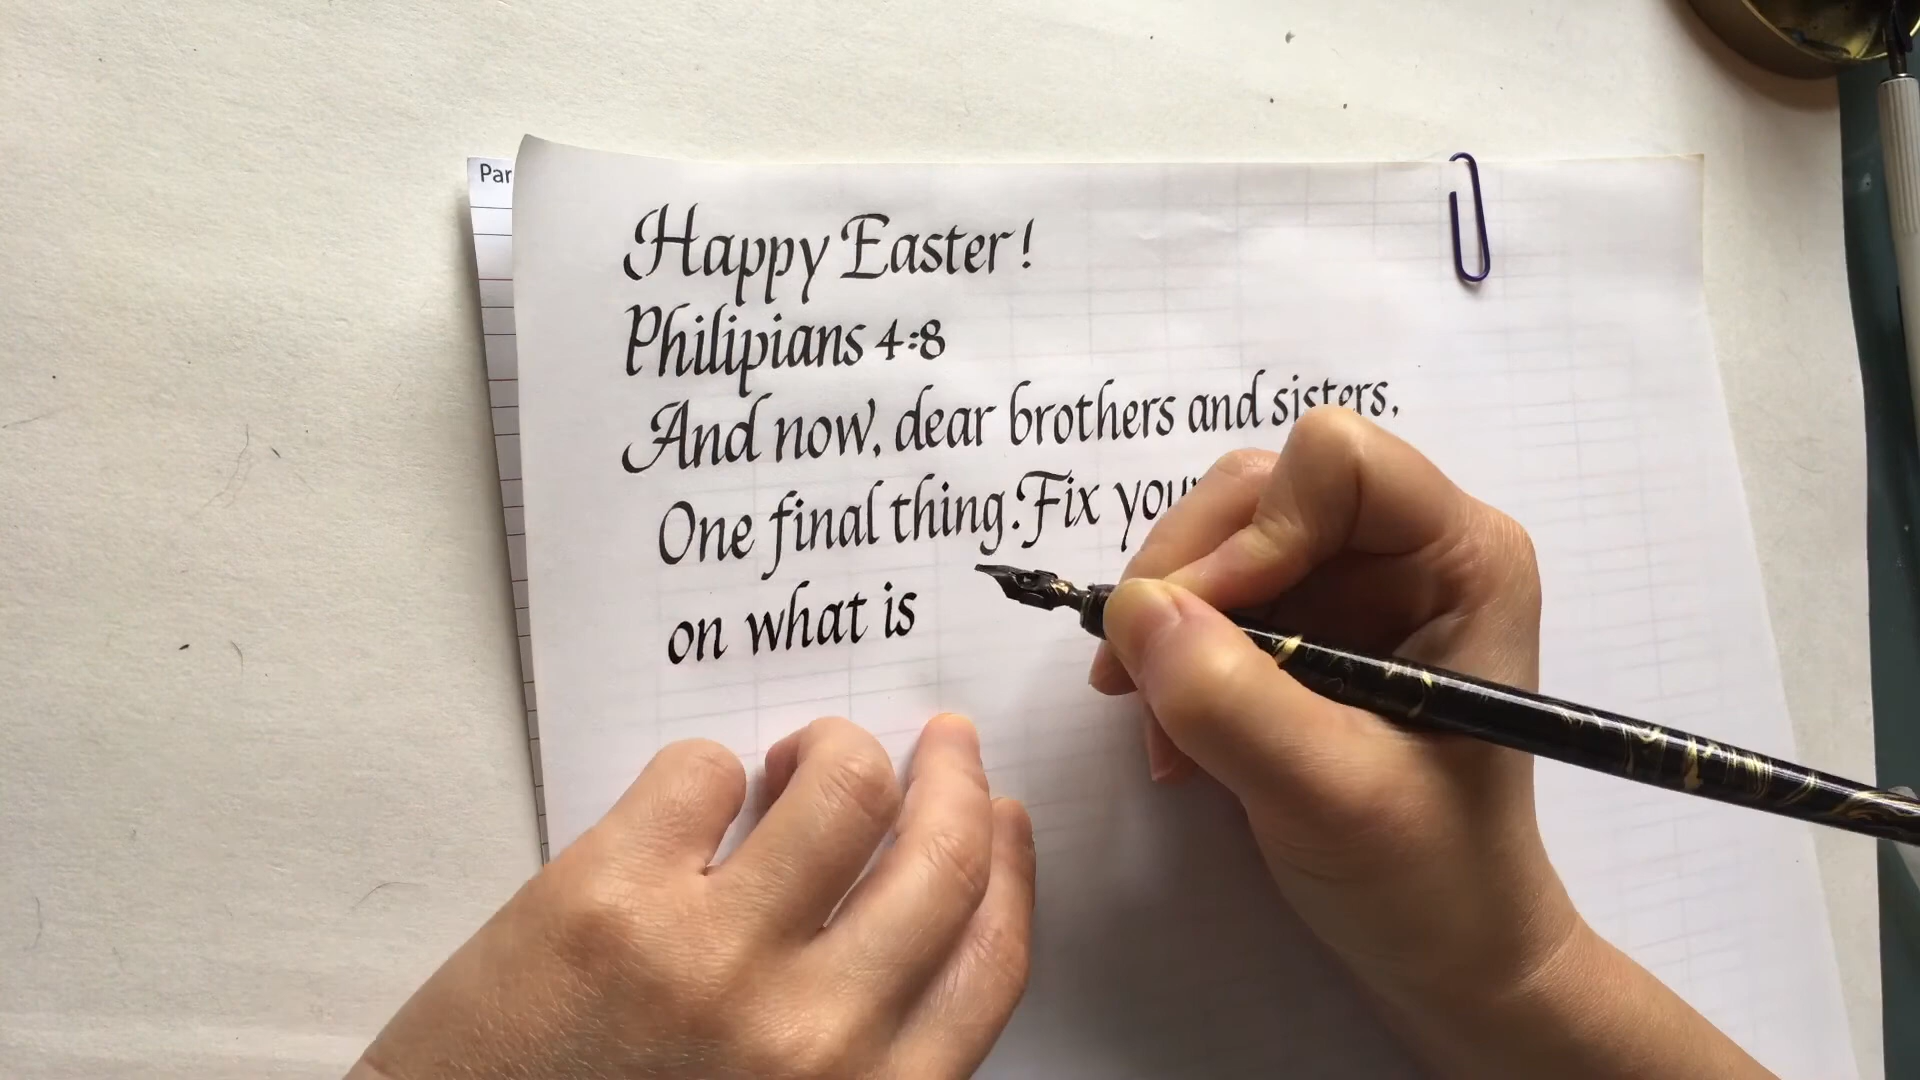 Par
Happy Easter!
Philipians 4:8
And now, dear brothers and sisters,
One final thing. Fix
on what is